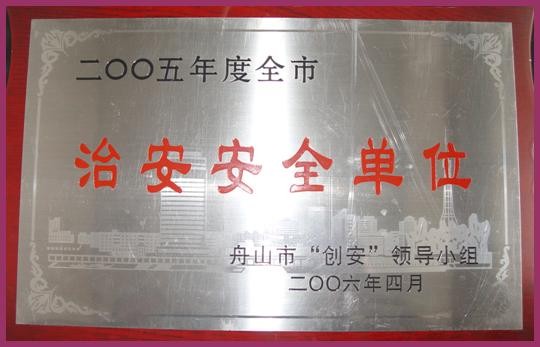 二〇〇五年度全市
治安安全单位
舟山市“创安”领导小组
二〇〇六年四月